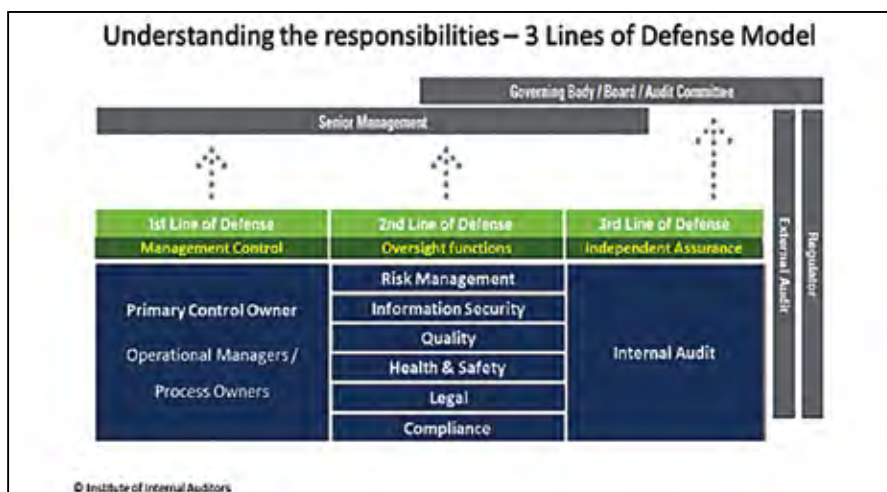 Understanding the responsibilities – 3 Lines of Defense Model
Governing Body / Board / Audit Committee
Senior Management
1st Line of Defense
Management Control
Primary Control Owner
Operational Managers /
Process Owners
2nd Line of Defense
Oversight functions
Risk Management
Information Security
Quality
Health & Safety
Legal
Compliance
3rd Line of Defense
Independent Assurance
Internal Audit
External Audit
Regulator
© Institute of Internal Auditors